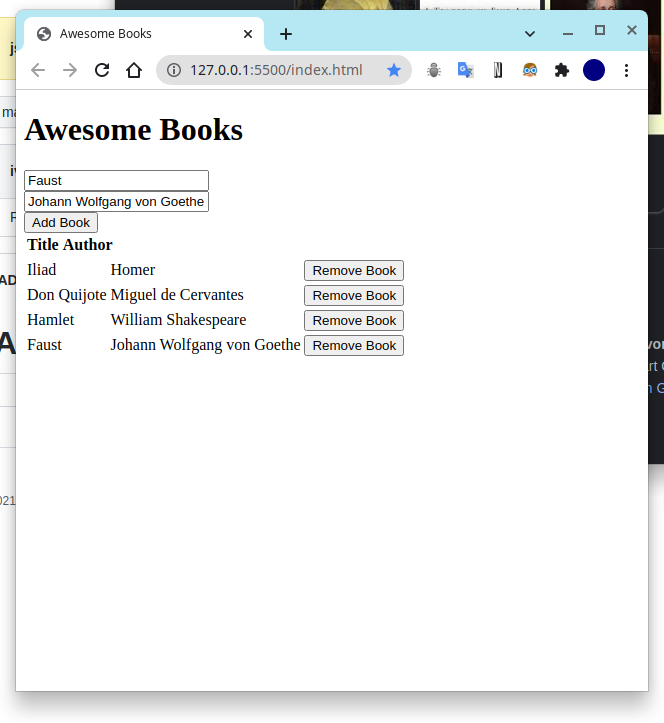 Awesome Books
127.0.0.1:5500/index.html
Awesome Books
Faust
Johann Wolfgang von Goethe
Add Book
Title Author
Iliad Homer Remove Book
Don Quijote Miguel de Cervantes Remove Book
Hamlet William Shakespeare Remove Book
Faust Johann Wolfgang von Goethe Remove Book